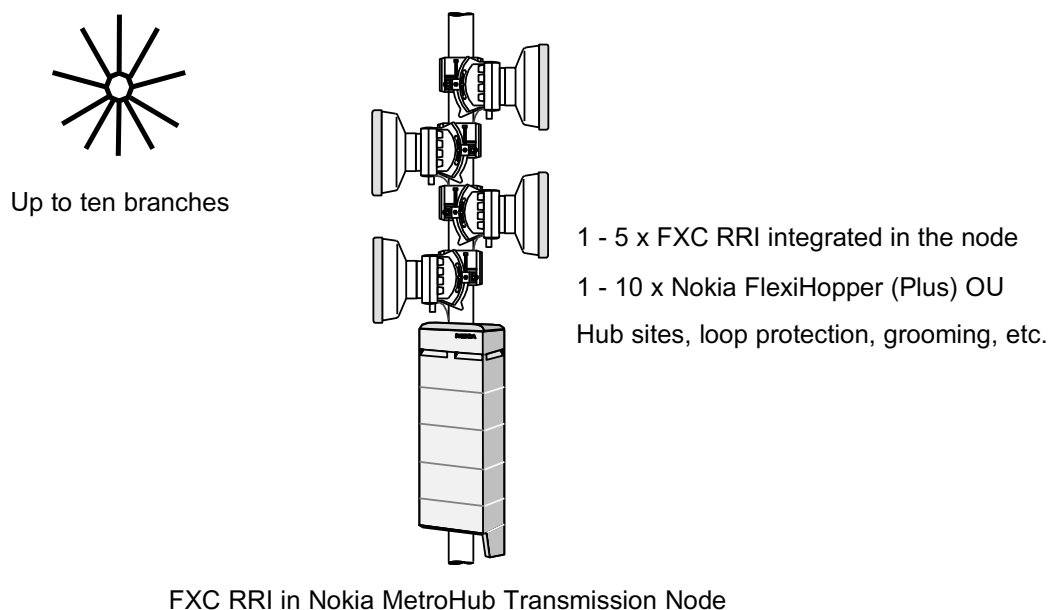 Up to ten branches
1 - 5 x FXC RRI integrated in the node
1 - 10 x Nokia FlexiHopper (Plus) OU
Hub sites, loop protection, grooming, etc.
NOKIA
FXC RRI in Nokia MetroHub Transmission Node